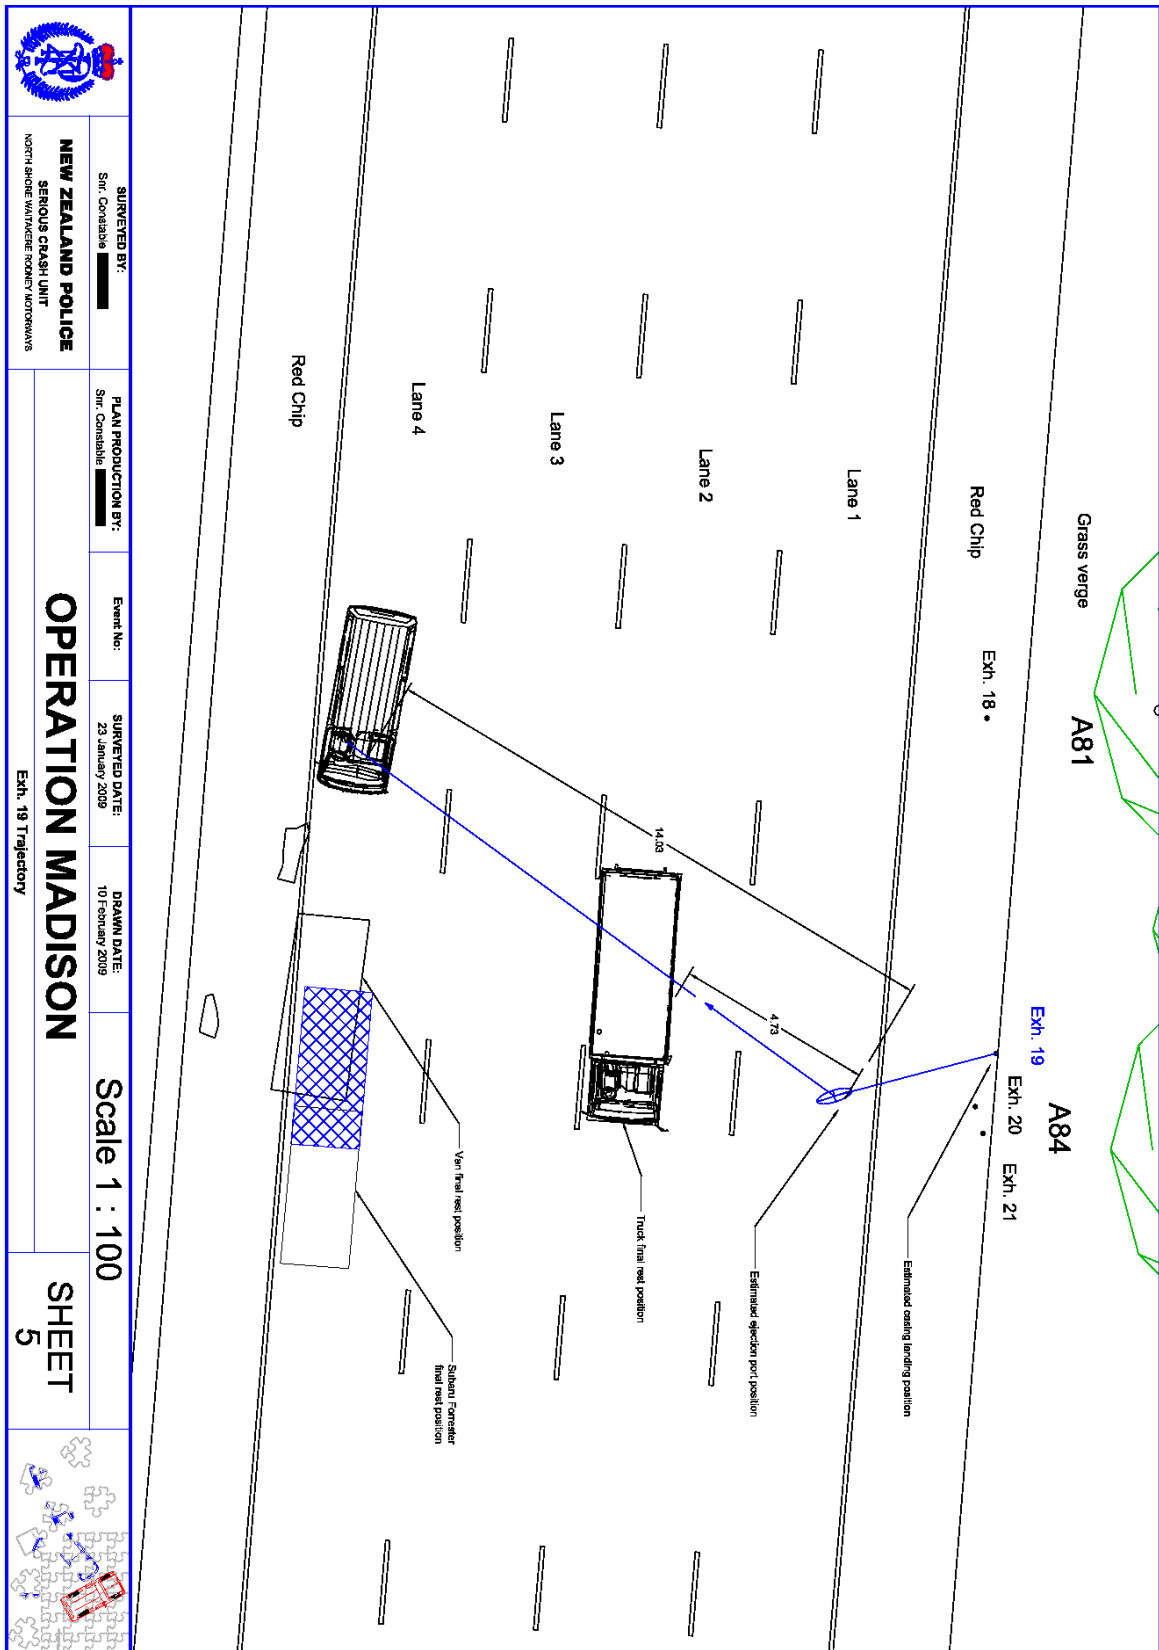 Grass verge
A81
Exh. 18
Red Chip
Exh. 19
A84
Exh. 20
Exh. 21
Lane 1
Lane 2
Lane 3
Lane 4
Red Chip
14.03
4.73
Estimated casing landing position
Estimated ejection port position
Truck final rest position
Van final rest position
Subaru Forrester
final rest position
SURVEYED BY:
Snr. Constable
PLAN PRODUCTION BY:
Snr. Constable
Event No:
SURVEYED DATE:
23 January 2009
DRAWN DATE:
10 February 2009
Scale 1 : 100
NEW ZEALAND POLICE
SERIOUS CRASH UNIT
NORTH SHORE WAITAKERE RODNEY MOTORWAYS
OPERATION MADISON
Exh. 19 Trajectory
SHEET
5